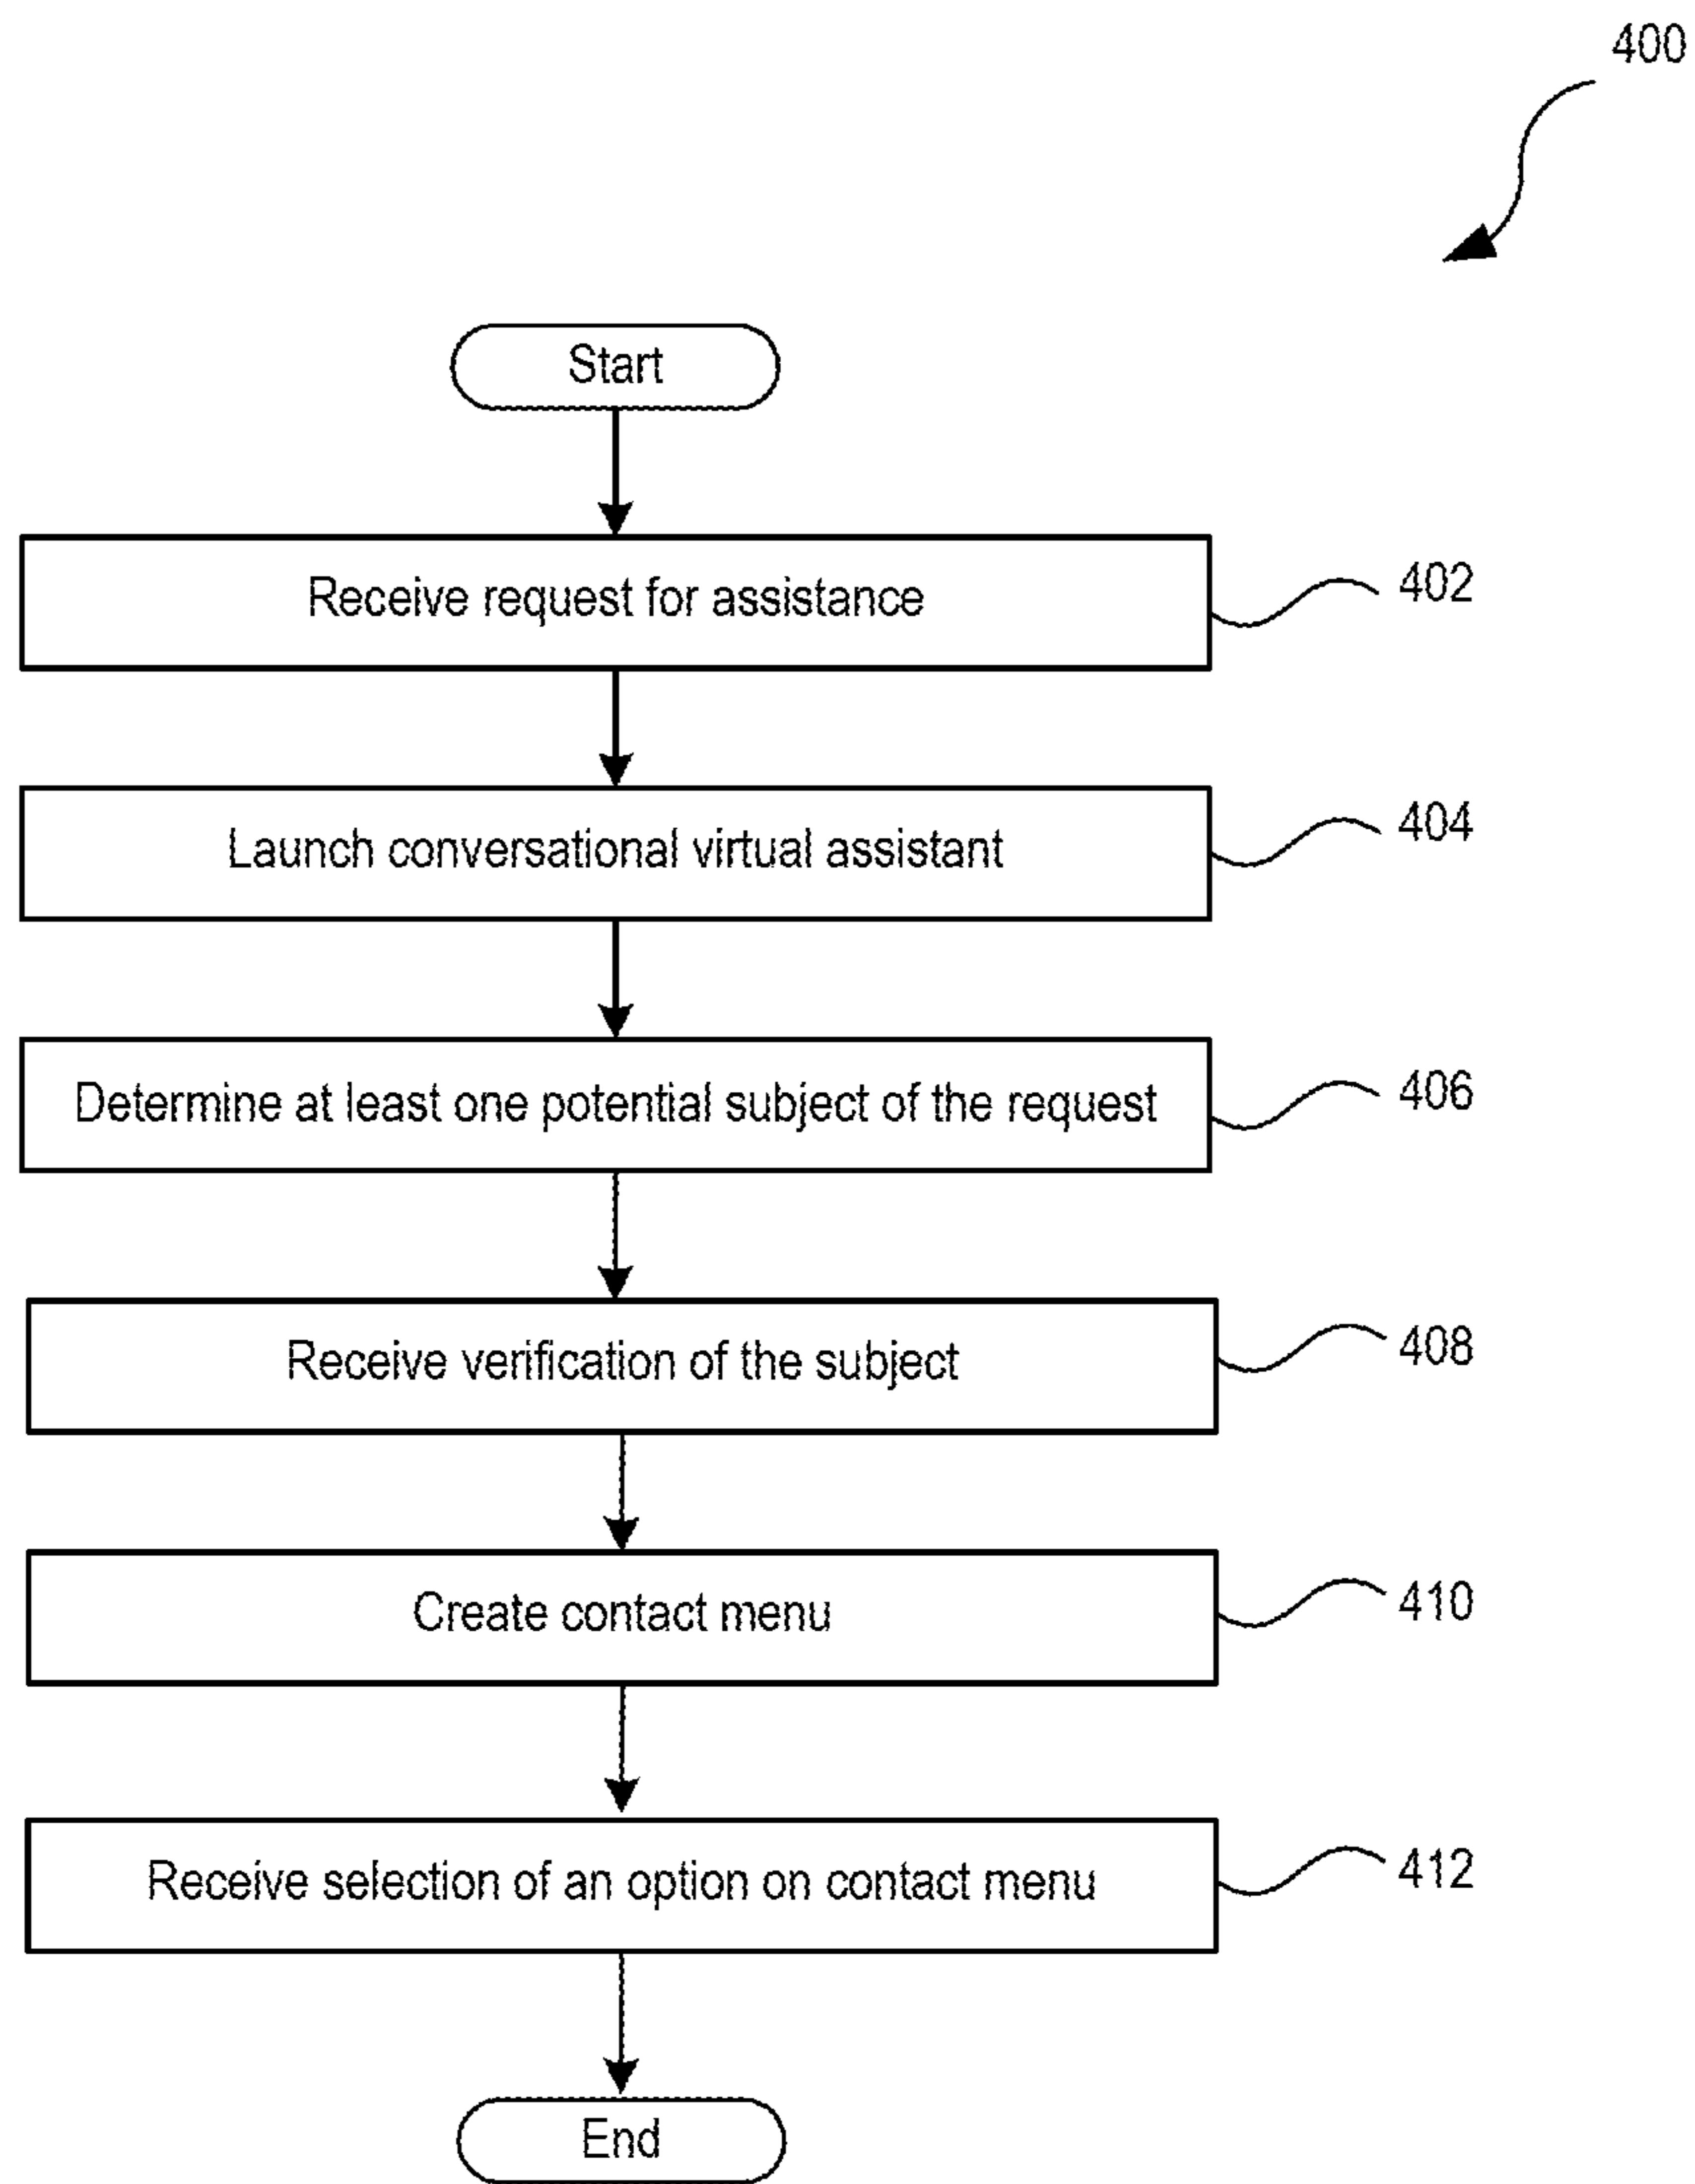 400
Start
Receive request for assistance
402
Launch conversational virtual assistant
404
Determine at least one potential subject of the request
406
Receive verification of the subject
408
Create contact menu
410
Receive selection of an option on contact menu
412
End